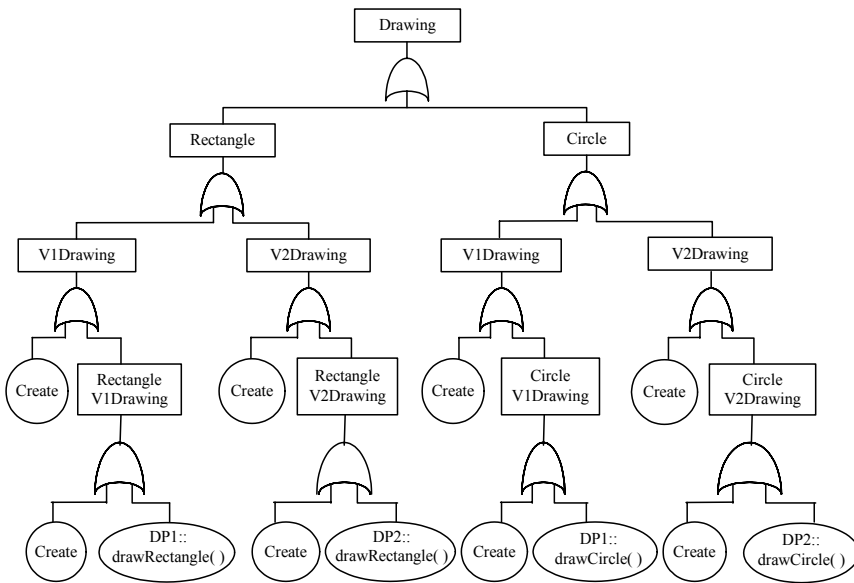 Drawing
Rectangle
Circle
V1Drawing
V2Drawing
V1Drawing
V2Drawing
Create
Rectangle
V1Drawing
Create
Rectangle
V2Drawing
Create
Circle
V1Drawing
Create
Circle
V2Drawing
Create
DP1::
drawRectangle( )
Create
DP2::
drawRectangle( )
Create
DP1::
drawCircle( )
Create
DP2::
drawCircle( )